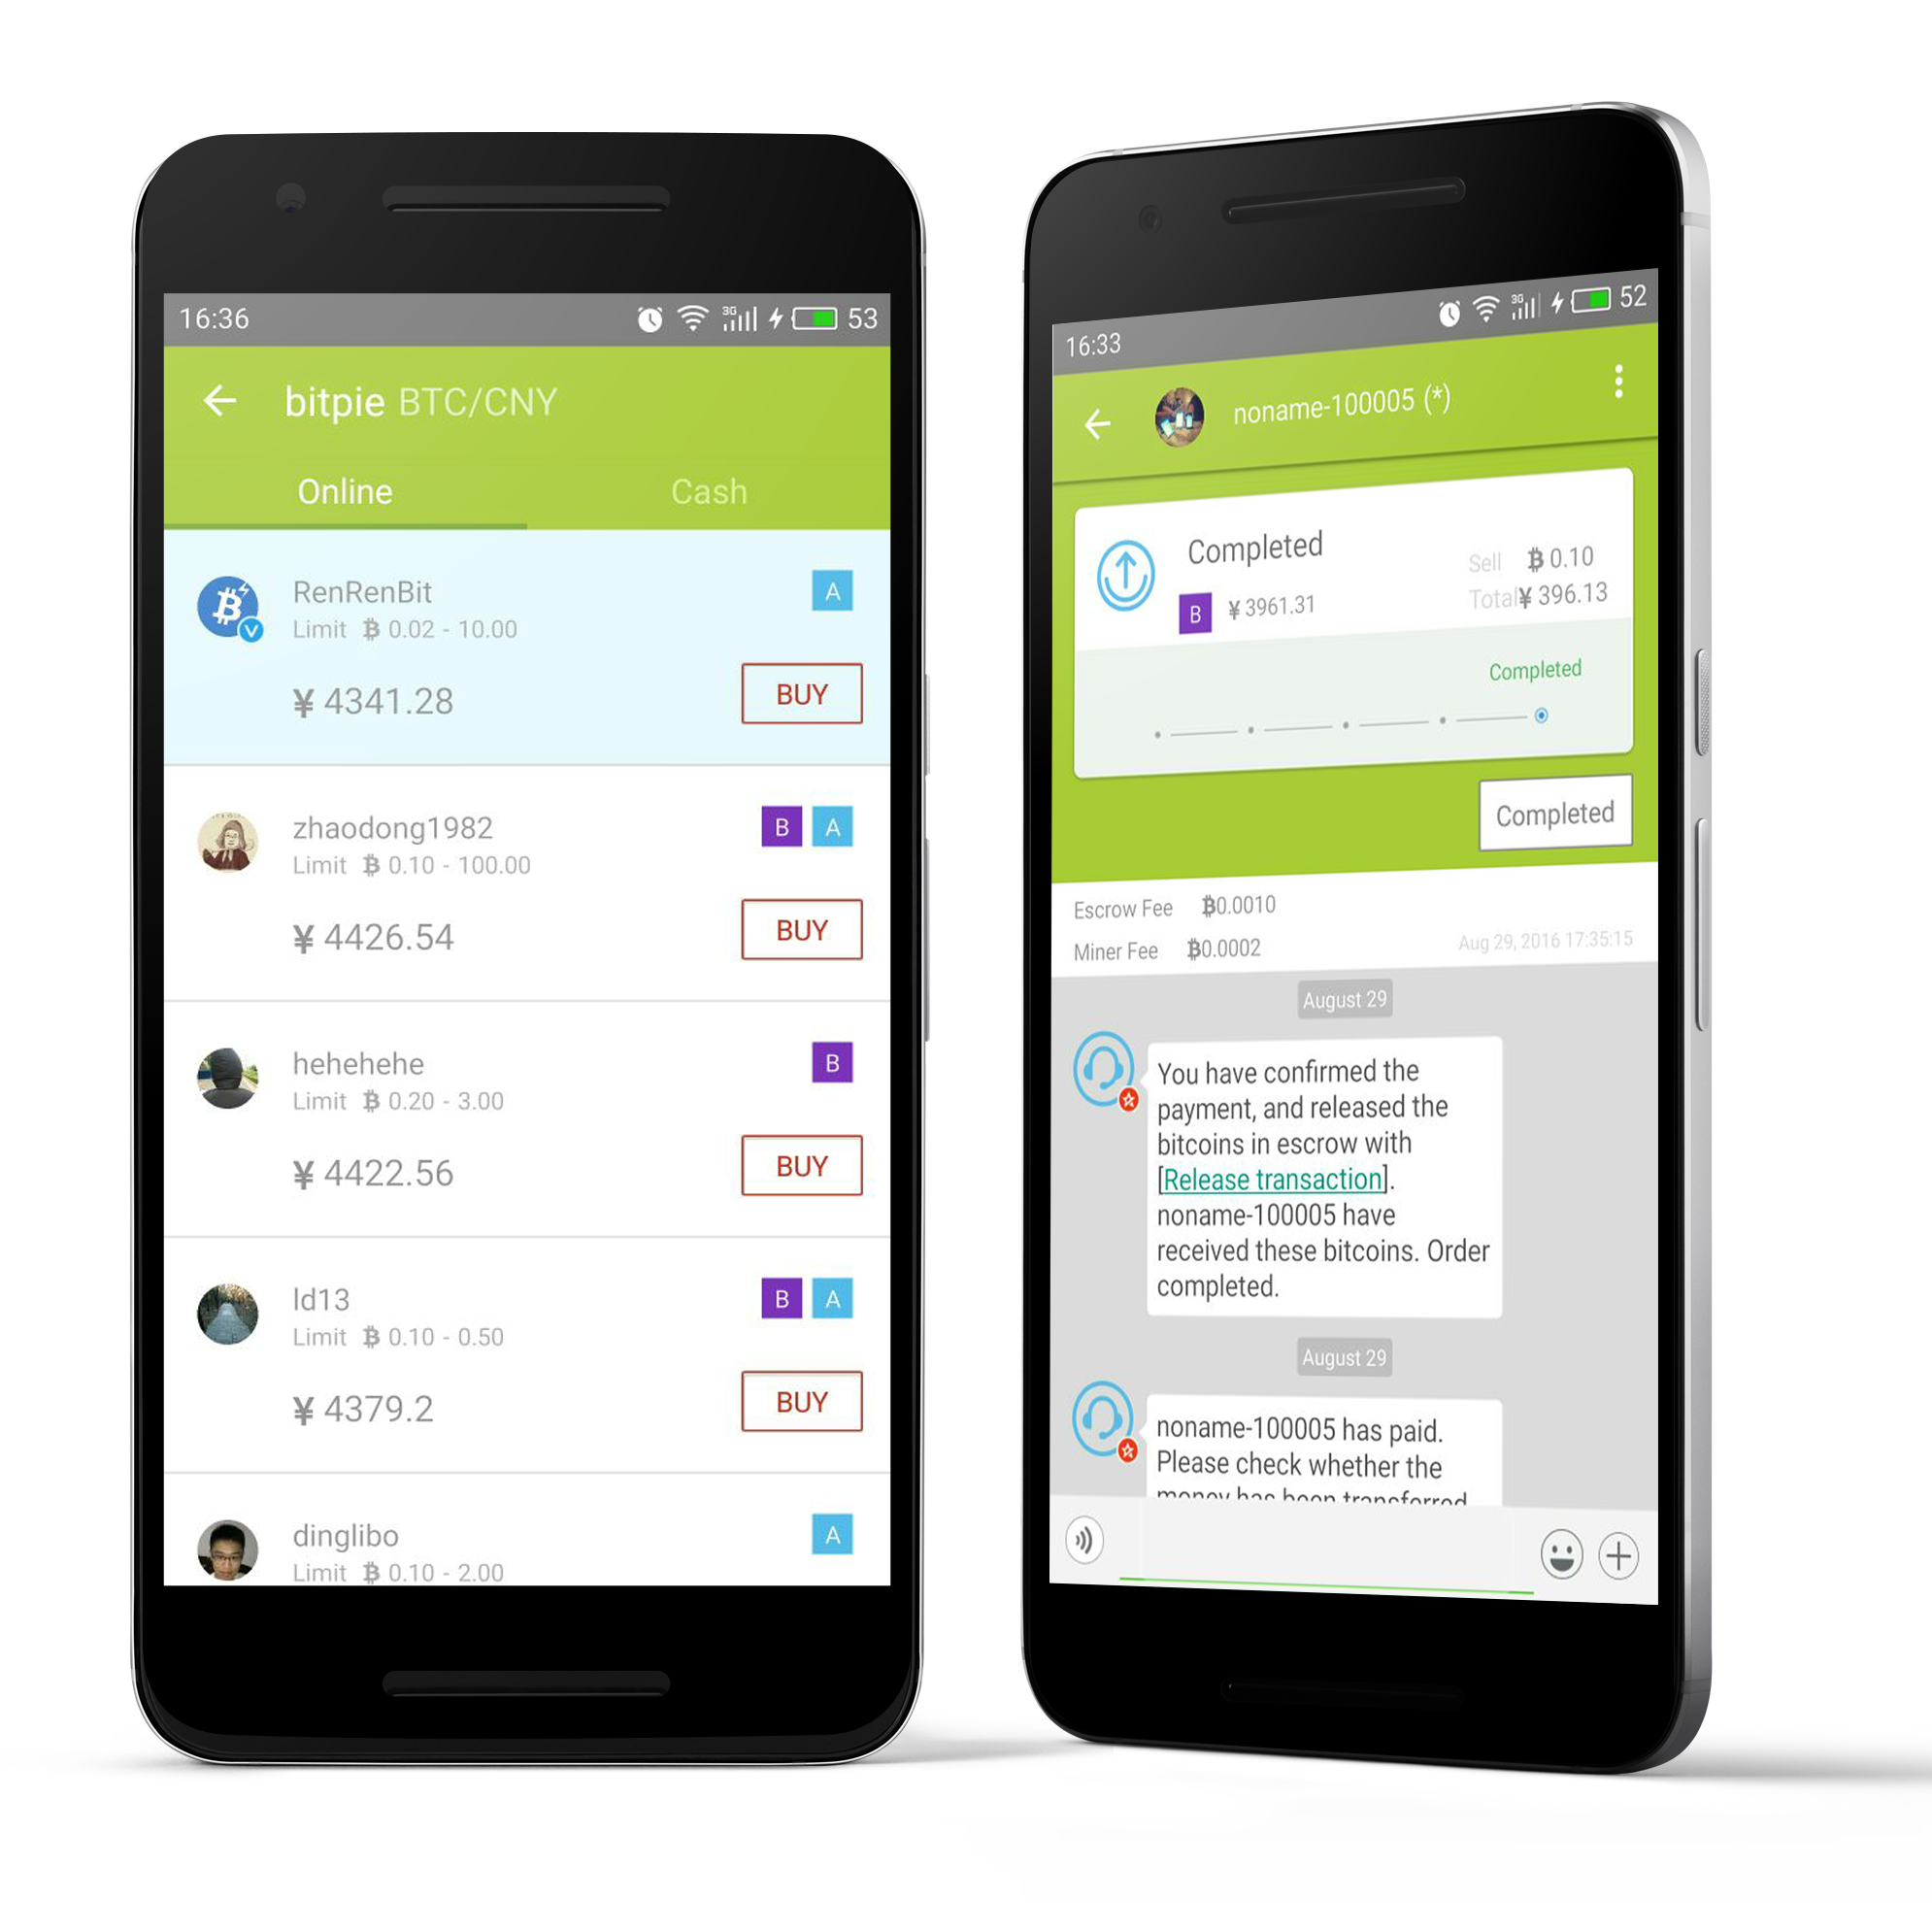 16:36
3G
53
bitpie BTC/CNY
Online
Cash
RenRenBit
A
Limit ₿ 0.02 - 10.00
¥ 4341.28
BUY
zhaodong1982
B A
Limit ₿ 0.10 - 100.00
¥ 4426.54
BUY
hehehehe
B
Limit ₿ 0.20 - 3.00
¥ 4422.56
BUY
ld13
B A
Limit ₿ 0.10 - 0.50
¥ 4379.2
BUY
dinglibo
A
Limit ₿ 0.10 - 2.00
16:33
3G
52
noname-100005 (*)
Completed
Sell ₿ 0.10
B ¥ 3961.31
Total¥ 396.13
Completed
Completed
Escrow Fee ₿0.0010
Miner Fee ₿0.0002
Aug 29, 2016 17:35:15
August 29
You have confirmed the
payment, and released the
bitcoins in escrow with
[Release transaction].
noname-100005 have
received these bitcoins. Order
completed.
August 29
noname-100005 has paid.
Please check whether the
money has been transferred